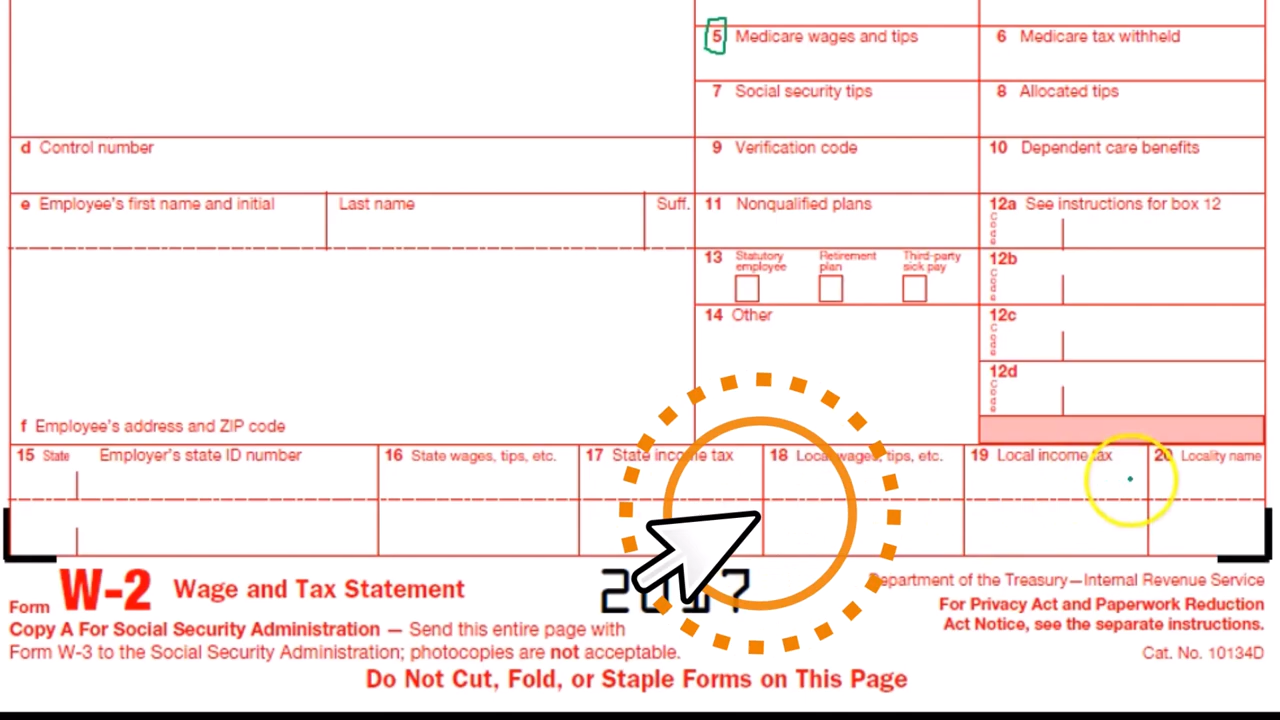 5 Medicare wages and tips 6 Medicare tax withheld
7 Social security tips 8 Allocated tips
d Control number 9 Verification code 10 Dependent care benefits
e Employee's first name and initial Last name Suff. 11 Nonqualified plans 12a See instructions for box 12
Code
13 Statutory employee Retirement plan Third-party sick pay 12b
Code
14 Other 12c
Code
12d
Code
f Employee's address and ZIP code
15 State Employer's state ID number 16 State wages, tips, etc. 17 State income tax 18 Local wages, tips, etc. 19 Local income tax 20 Locality name
Form W-2 Wage and Tax Statement 2017 Department of the Treasury—Internal Revenue Service
For Privacy Act and Paperwork Reduction
Act Notice, see the separate instructions.
Copy A For Social Security Administration — Send this entire page with
Form W-3 to the Social Security Administration; photocopies are not acceptable.
Cat. No. 10134D
Do Not Cut, Fold, or Staple Forms on This Page